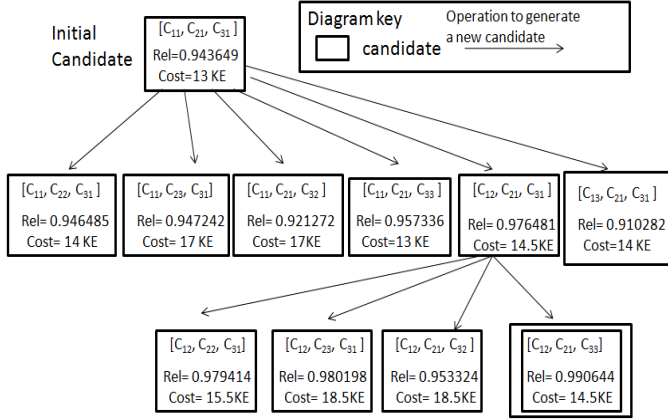 Initial
Candidate
[C₁₁, C₂₁, C₃₁ ]
Rel=0.943649
Cost=13 KE
Diagram key
candidate
Operation to generate
a new candidate
[C₁₁, C₂₂, C₃₁ ]
Rel= 0.946485
Cost= 14 KE
[C₁₁, C₂₃, C₃₁]
Rel= 0.947242
Cost= 17 KE
[C₁₁, C₂₁, C₃₂ ]
Rel= 0.921272
Cost= 17KE
[C₁₁, C₂₁, C₃₃ ]
Rel= 0.957336
Cost= 13 KE
[C₁₂, C₂₁, C₃₁ ]
Rel= 0.976481
Cost= 14.5KE
[C₁₃, C₂₁, C₃₁ ]
Rel= 0.910282
Cost= 14 KE
[C₁₂, C₂₂, C₃₁]
Rel= 0.979414
Cost= 15.5KE
[C₁₂, C₂₃, C₃₁ ]
Rel= 0.980198
Cost= 18.5KE
[C₁₂, C₂₁, C₃₂ ]
Rel= 0.953324
Cost= 18.5KE
[C₁₂, C₂₁, C₃₃]
Rel= 0.990644
Cost= 14.5KE